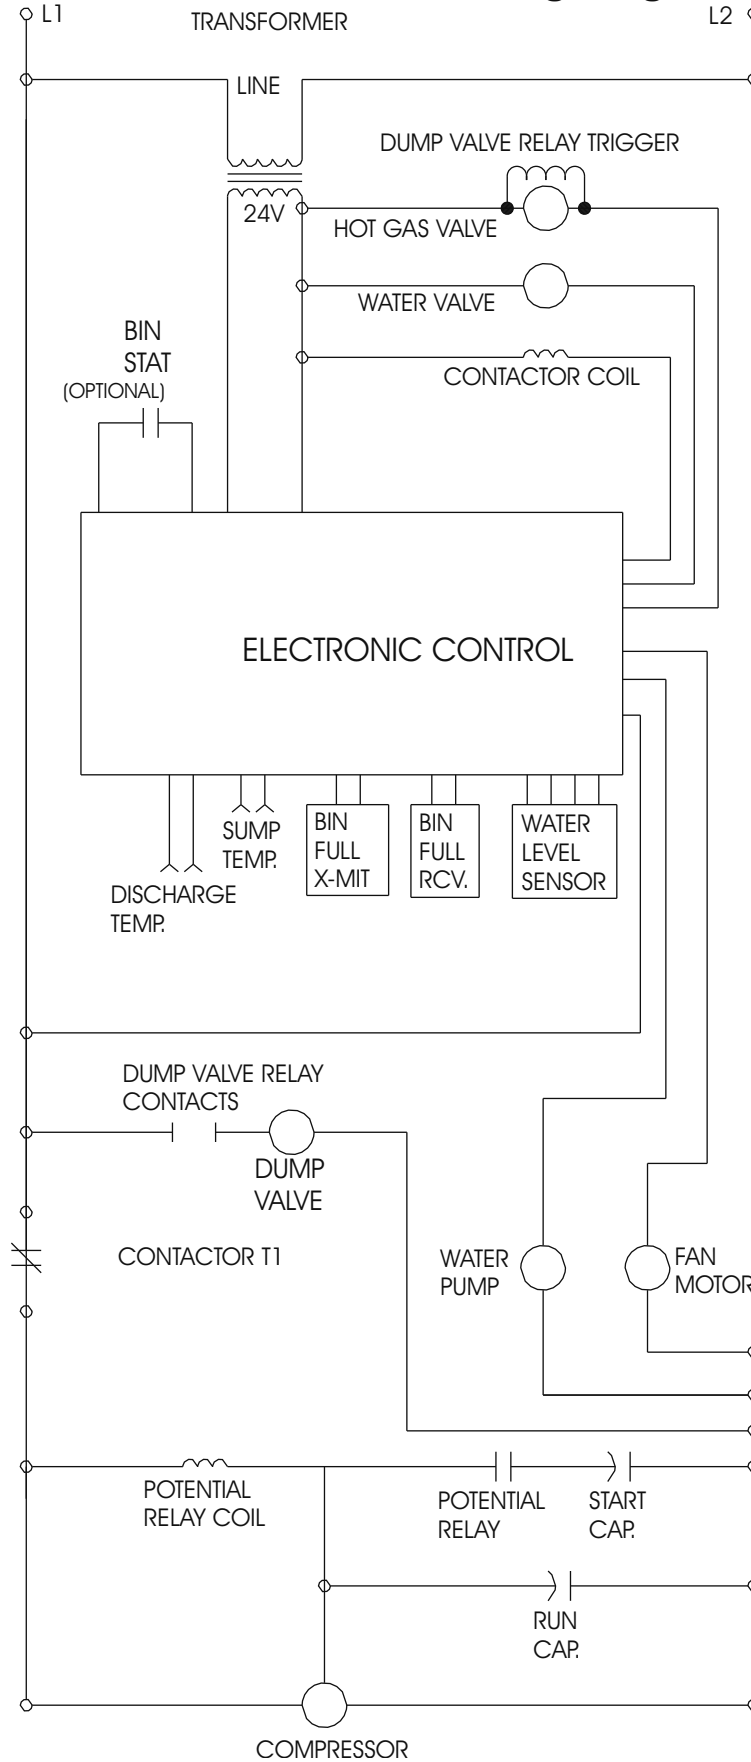 L1
TRANSFORMER
L2
LINE
DUMP VALVE RELAY TRIGGER
24V
HOT GAS VALVE
WATER VALVE
BIN
STAT
(OPTIONAL)
CONTACTOR COIL
ELECTRONIC CONTROL
SUMP
TEMP.
BIN
FULL
X-MIT
BIN
FULL
RCV.
WATER
LEVEL
SENSOR
DISCHARGE
TEMP.
DUMP VALVE RELAY
CONTACTS
DUMP
VALVE
CONTACTOR T1
WATER
PUMP
FAN
MOTOR
POTENTIAL
RELAY COIL
POTENTIAL
RELAY
START
CAP.
RUN
CAP.
COMPRESSOR